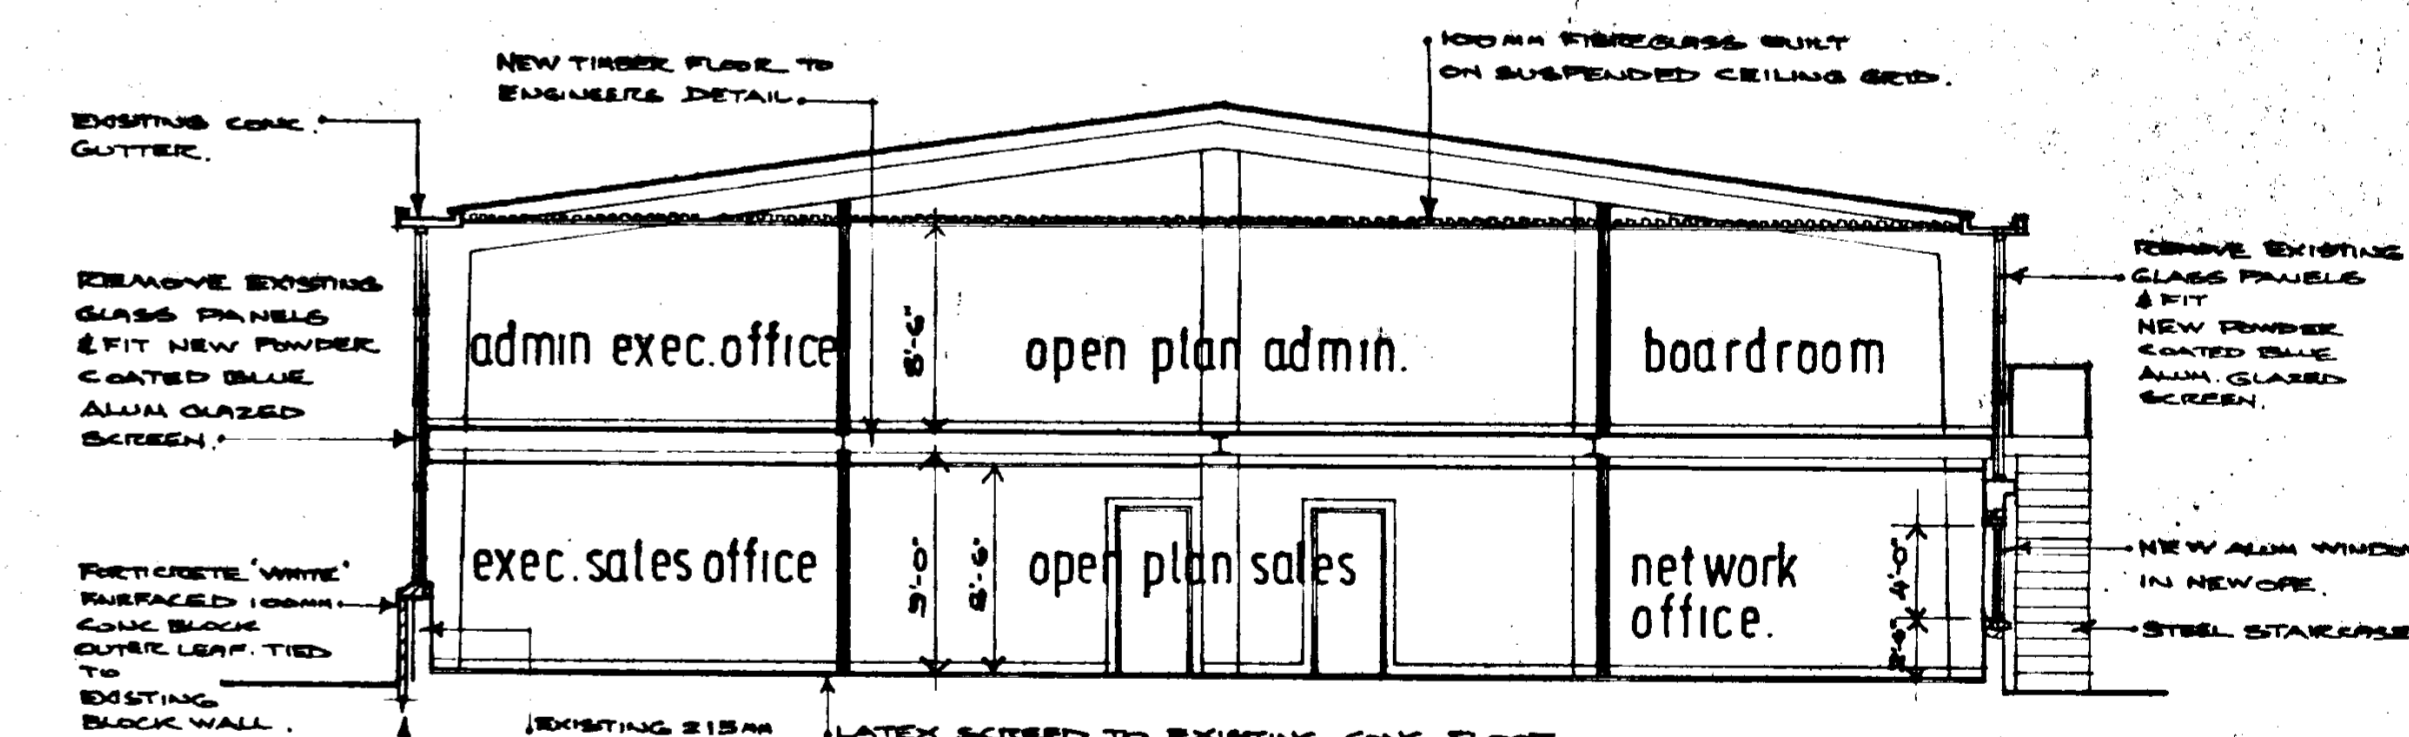 NEW TIMBER FLOOR TO
ENGINEERS DETAIL.
100MM FIBREGLASS QUILT
ON SUSPENDED CEILING GRID.
EXISITING CONC.
GUTTER.
REMOVE EXISTING
GLASS PANELS
& FIT NEW POWDER
COATED BLUE
ALUM GLAZED
SCREEN.
REMOVE EXISTING
GLASS PANELS
& FIT
NEW POWDER
COATED BLUE
ALUM. GLAZED
SCREEN.
admin exec.office
8'-6"
open plan admin.
boardroom
exec.sales office
9'-0"
8'-6"
open plan sales
network
office.
4'-0"
NEW ALUM WINDOW
IN NEW OPE.
STEEL STAIRCASE
FORTICRETE 'WHITE'
FAIRFACED 100MM
CONC BLOCK
OUTER LEAF. TIED
TO
EXISTING
BLOCK WALL.
EXISTING 215MM
LATEX SCREED TO EXISTING CONC FLOOR